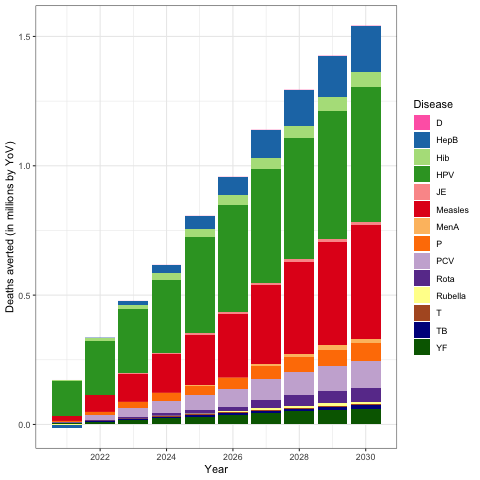 Deaths averted (in millions by YoV)
1.5
1.0
0.5
0.0
2022
2024
2026
2028
2030
Year
Disease
D
HepB
Hib
HPV
JE
Measles
MenA
P
PCV
Rota
Rubella
T
TB
YF